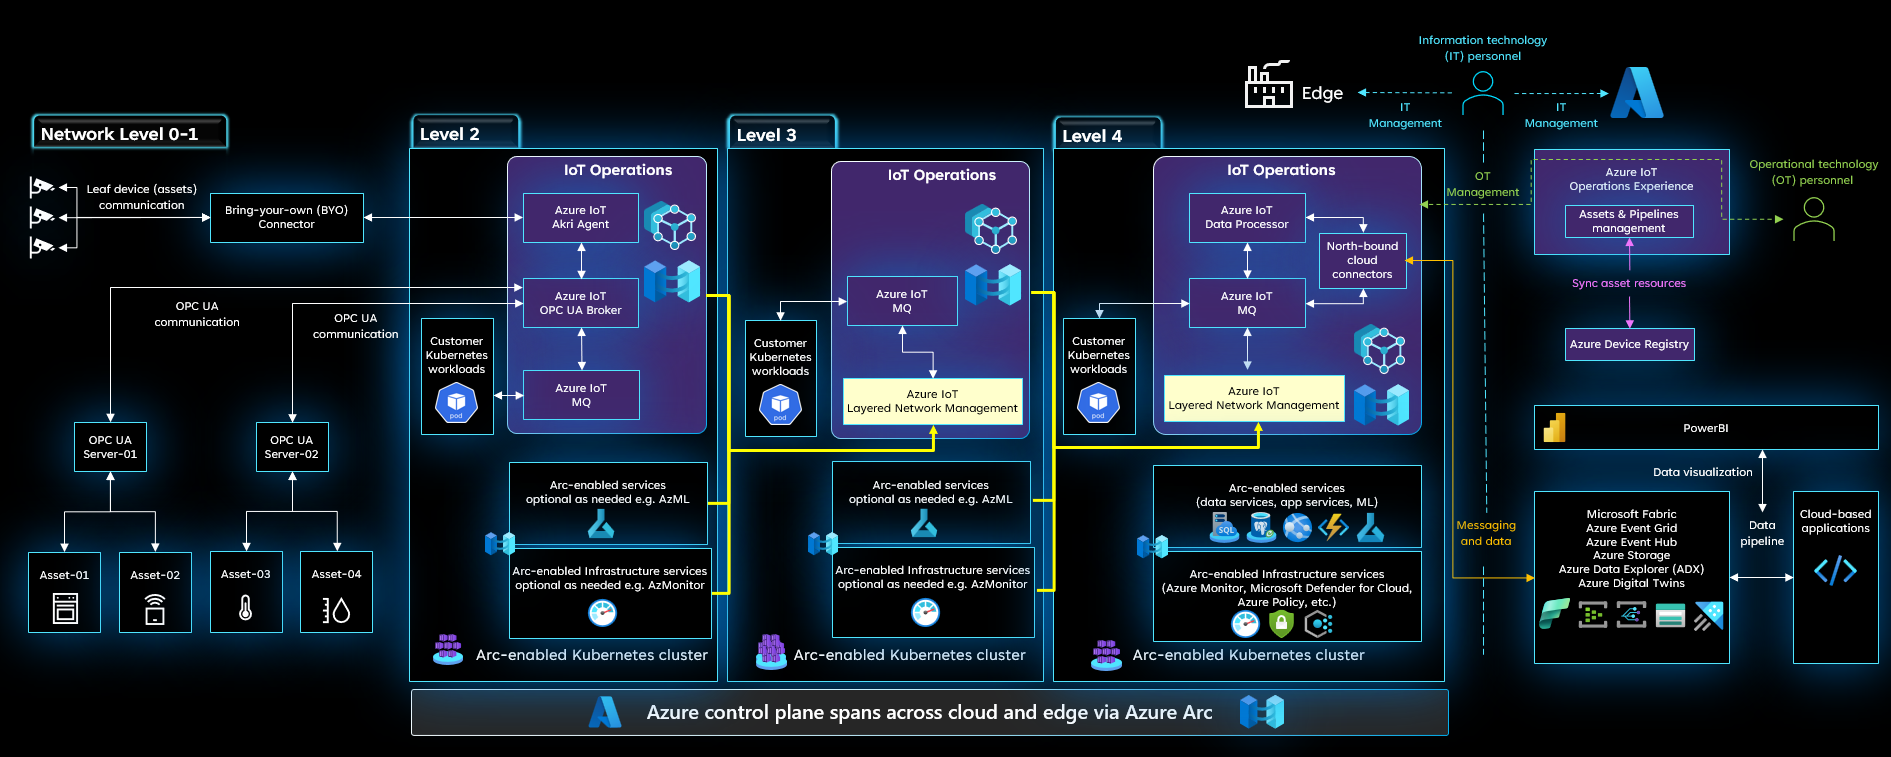 Information technology
(IT) personnel
Edge
IT
Management
IT
Management
Network Level 0-1
Leaf device (assets)
communication
Bring-your-own (BYO)
Connector
OPC UA
communication
OPC UA
communication
OPC UA
Server-01
OPC UA
Server-02
Asset-01
Asset-02
Asset-03
Asset-04
Level 2
IoT Operations
Azure IoT
Akri Agent
Azure IoT
OPC UA Broker
Azure IoT
MQ
Customer
Kubernetes
workloads
pod
Arc-enabled services
optional as needed e.g. AzML
Arc-enabled Infrastructure services
optional as needed e.g. AzMonitor
Arc-enabled Kubernetes cluster
Level 3
IoT Operations
Azure IoT
MQ
Customer
Kubernetes
workloads
pod
Azure IoT
Layered Network Management
Arc-enabled services
optional as needed e.g. AzML
Arc-enabled Infrastructure services
optional as needed e.g. AzMonitor
Arc-enabled Kubernetes cluster
Level 4
IoT Operations
Azure IoT
Data Processor
North-bound
cloud
connectors
Azure IoT
MQ
Customer
Kubernetes
workloads
pod
Azure IoT
Layered Network Management
Arc-enabled services
(data services, app services, ML)
SQL
Arc-enabled Infrastructure services
(Azure Monitor, Microsoft Defender for Cloud,
Azure Policy, etc.)
Arc-enabled Kubernetes cluster
OT
Management
Azure IoT
Operations Experience
Assets & Pipelines
management
Operational technology
(OT) personnel
Sync asset resources
Azure Device Registry
PowerBI
Data visualization
Messaging
and data
Microsoft Fabric
Azure Event Grid
Azure Event Hub
Azure Storage
Azure Data Explorer (ADX)
Azure Digital Twins
Data
pipeline
Cloud-based
applications
Azure control plane spans across cloud and edge via Azure Arc